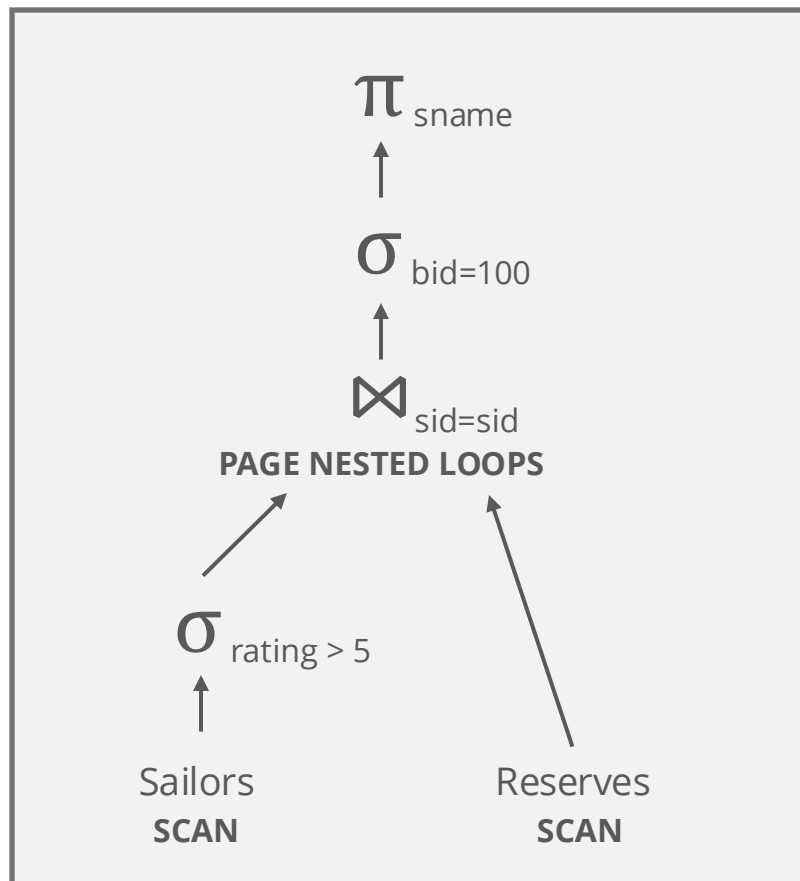 π sname
σ bid=100
⋈ sid=sid
PAGE NESTED LOOPS
σ rating > 5
Sailors Reserves
SCAN SCAN